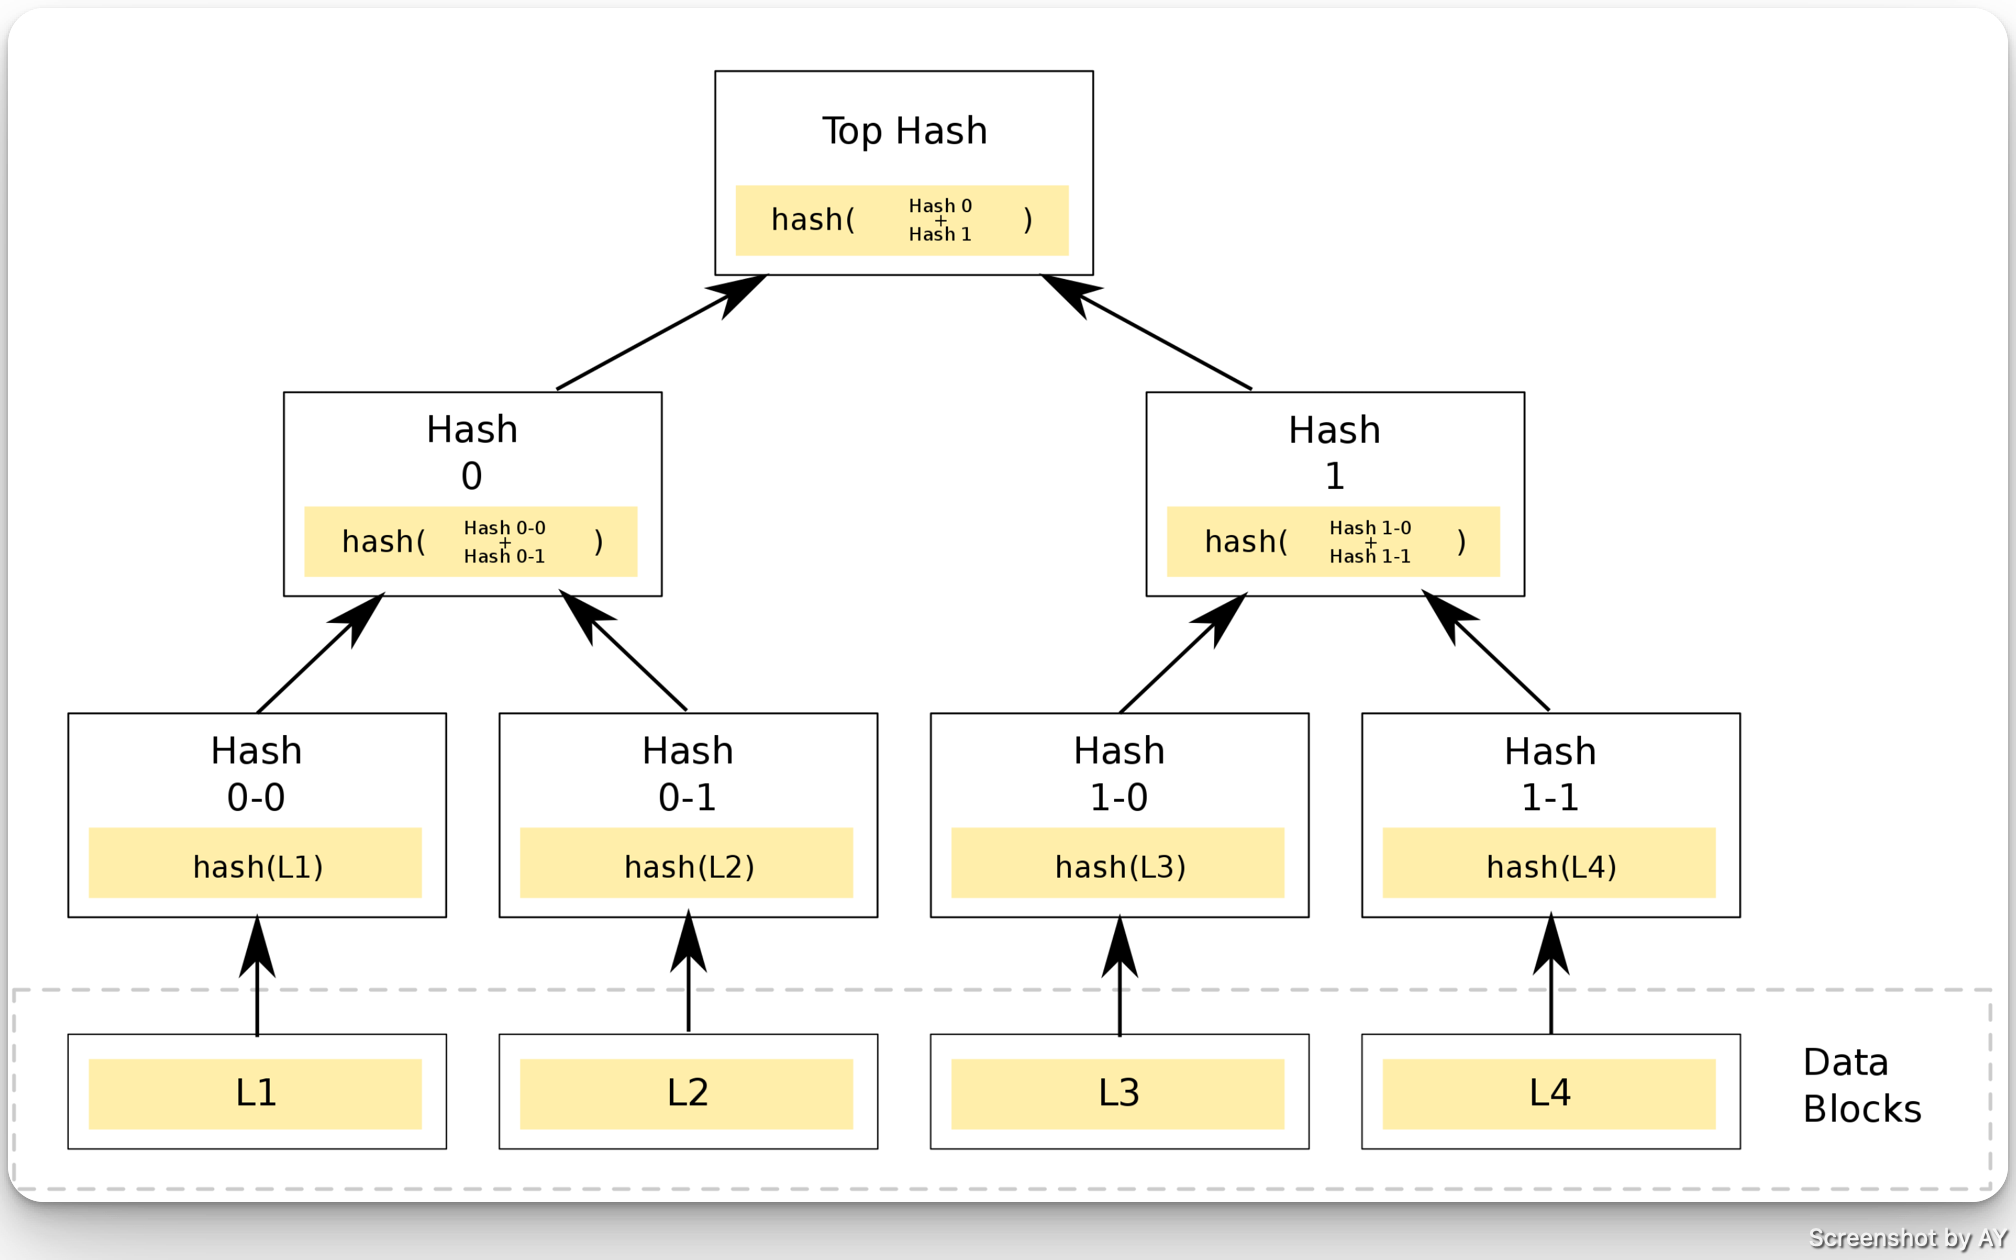 Top Hash
hash( Hash 0 + Hash 1 )
Hash
0
hash( Hash 0-0 + Hash 0-1 )
Hash
1
hash( Hash 1-0 + Hash 1-1 )
Hash
0-0
hash(L1)
Hash
0-1
hash(L2)
Hash
1-0
hash(L3)
Hash
1-1
hash(L4)
L1
L2
L3
L4
Data
Blocks
Screenshot by AY